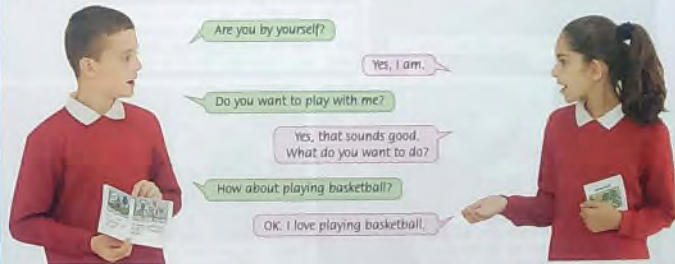 Are you by yourself?
Yes, I am.
Do you want to play with me?
Yes, that sounds good.
What do you want to do?
How about playing basketball?
OK. I love playing basketball.